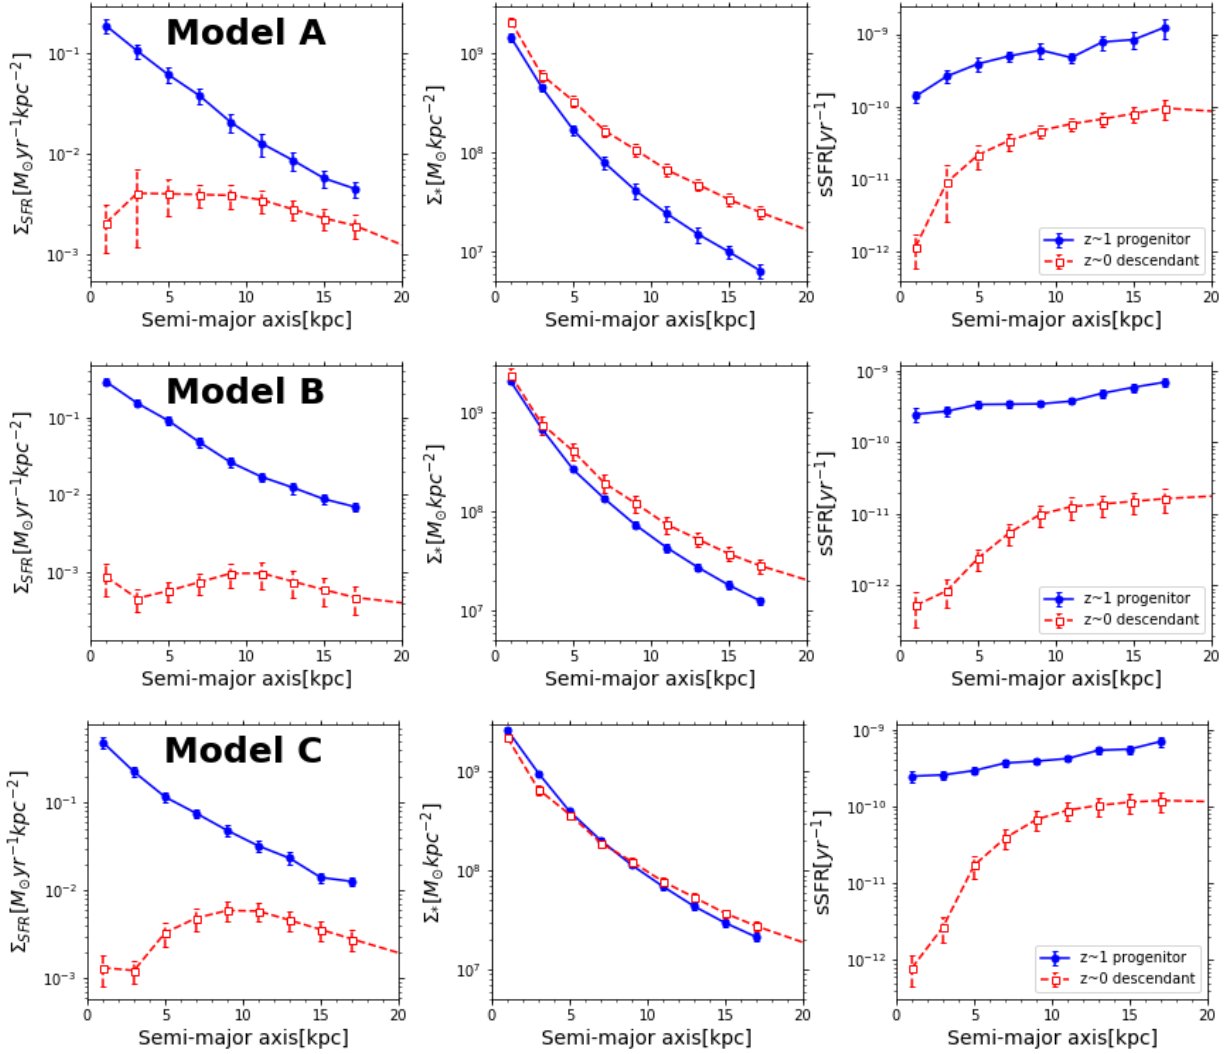 Model A
Σ_SFR[M_⊙yr⁻¹kpc⁻²]
10⁻¹
10⁻²
10⁻³
0 5 10 15 20
Semi-major axis[kpc]
Σ_*[M_⊙kpc⁻²]
10⁹
10⁸
10⁷
0 5 10 15 20
Semi-major axis[kpc]
sSFR[yr⁻¹]
10⁻⁹
10⁻¹⁰
10⁻¹¹
10⁻¹²
z~1 progenitor
z~0 descendant
0 5 10 15 20
Semi-major axis[kpc]
Model B
Σ_SFR[M_⊙yr⁻¹kpc⁻²]
10⁻¹
10⁻²
10⁻³
0 5 10 15 20
Semi-major axis[kpc]
Σ_*[M_⊙kpc⁻²]
10⁹
10⁸
10⁷
0 5 10 15 20
Semi-major axis[kpc]
sSFR[yr⁻¹]
10⁻⁹
10⁻¹⁰
10⁻¹¹
10⁻¹²
z~1 progenitor
z~0 descendant
0 5 10 15 20
Semi-major axis[kpc]
Model C
Σ_SFR[M_⊙yr⁻¹kpc⁻²]
10⁻¹
10⁻²
10⁻³
0 5 10 15 20
Semi-major axis[kpc]
Σ_*[M_⊙kpc⁻²]
10⁹
10⁸
10⁷
0 5 10 15 20
Semi-major axis[kpc]
sSFR[yr⁻¹]
10⁻⁹
10⁻¹⁰
10⁻¹¹
10⁻¹²
z~1 progenitor
z~0 descendant
0 5 10 15 20
Semi-major axis[kpc]